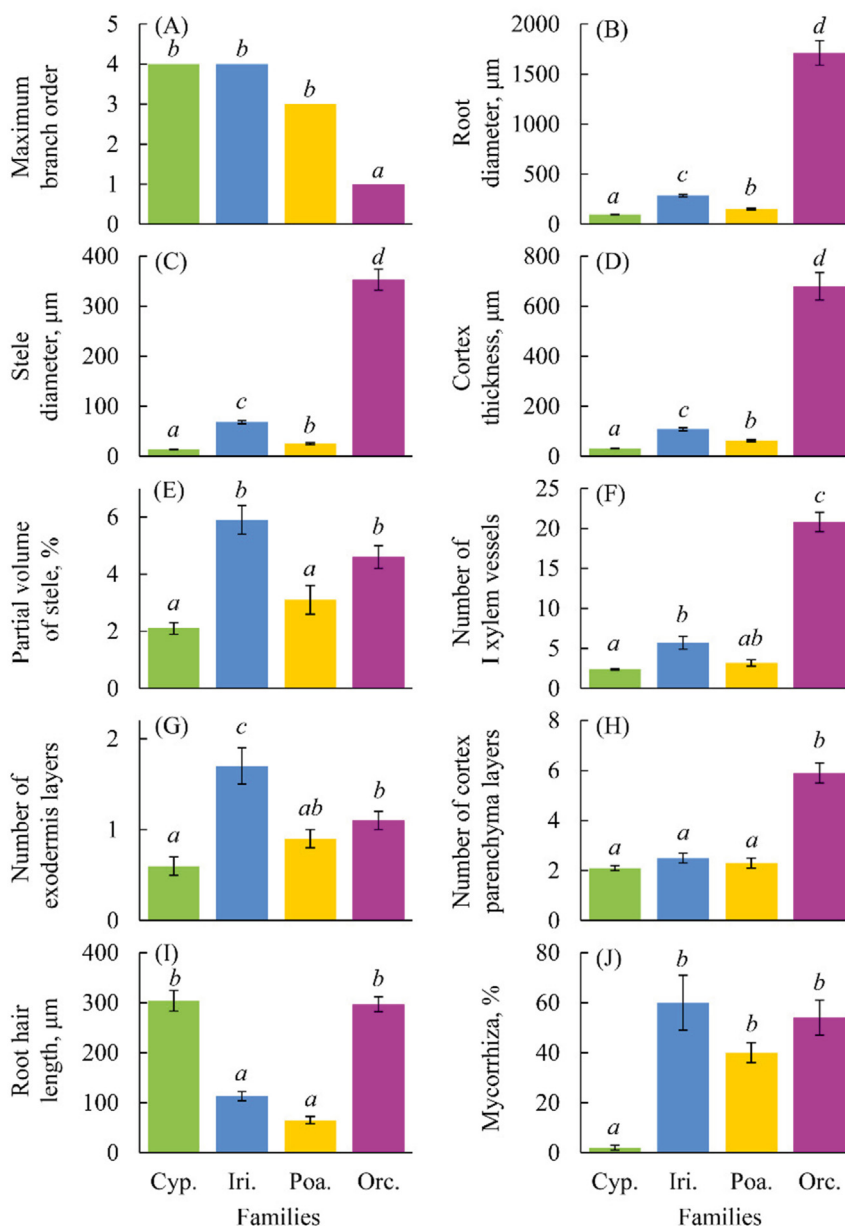 (A)
Maximum
branch order
4
3
2
1
0
b
b
b
a
(B)
Root
diameter, μm
2000
1500
1000
500
0
a
c
b
d
(C)
Stele
diameter, μm
400
300
200
100
0
a
c
b
d
(D)
Cortex
thickness, μm
800
600
400
200
0
a
c
b
d
(E)
Partial volume
of stele, %
6
4
2
0
a
b
a
b
(F)
Number of
I xylem vessels
25
20
15
10
5
0
a
b
ab
c
(G)
Number of
exodermis layers
2
1
0
a
c
ab
b
(H)
Number of cortex
parenchyma layers
8
6
4
2
0
a
a
a
b
(I)
Root hair
length, μm
400
300
200
100
0
b
a
a
b
Cyp. Iri. Poa. Orc.
Families
(J)
Mycorrhiza, %
80
60
40
20
0
a
b
b
b
Cyp. Iri. Poa. Orc.
Families